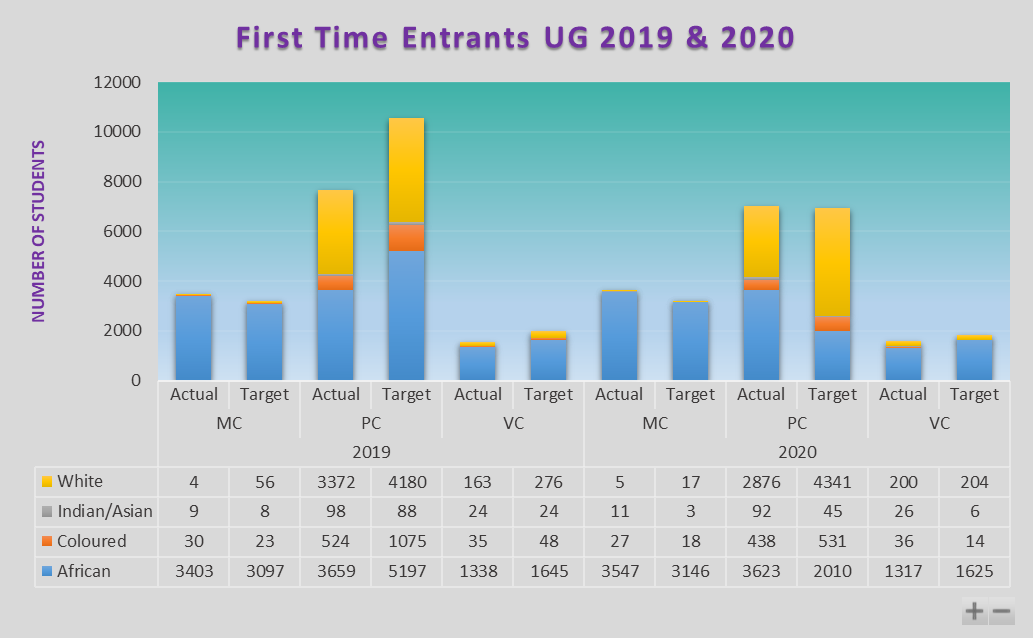 First Time Entrants UG 2019 & 2020
NUMBER OF STUDENTS
12000
10000
8000
6000
4000
2000
0
Actual Target Actual Target Actual Target Actual Target Actual Target Actual Target
MC PC VC MC PC VC
2019 2020
White 4 56 3372 4180 163 276 5 17 2876 4341 200 204
Indian/Asian 9 8 98 88 24 24 11 3 92 45 26 6
Coloured 30 23 524 1075 35 48 27 18 438 531 36 14
African 3403 3097 3659 5197 1338 1645 3547 3146 3623 2010 1317 1625
+ −